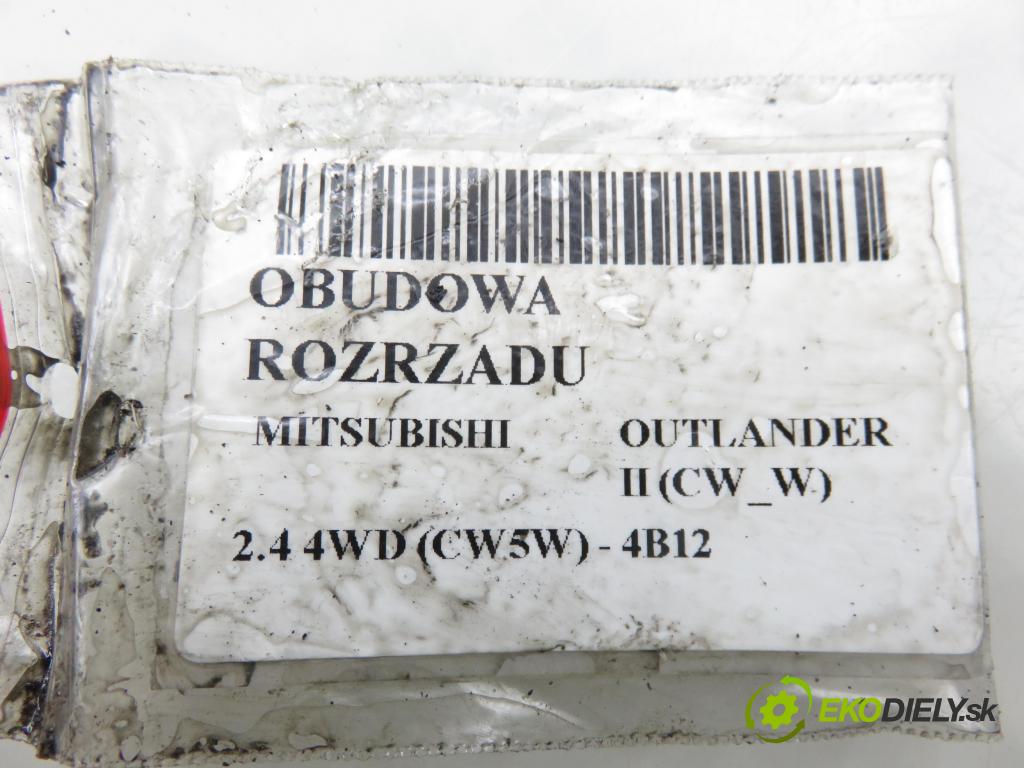 OBUDOWA
ROZRZADU
MITSUBISHI OUTLANDER
II (CW_W)
2.4 4WD (CW5W) - 4B12
EKODIELY.sk